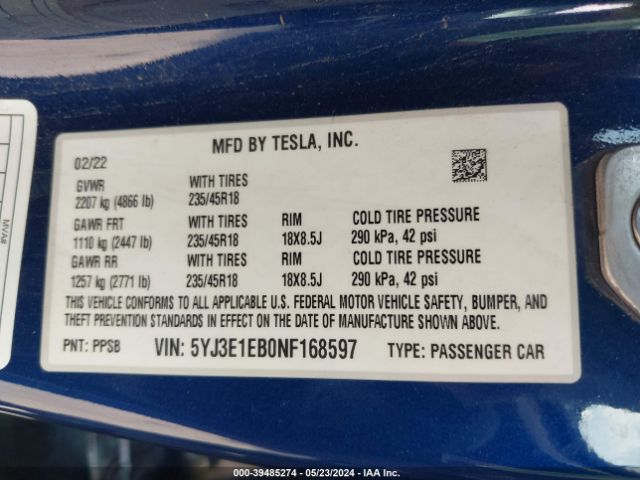 MFD BY TESLA, INC.
02/22
GVWR WITH TIRES
2207 kg (4866 lb) 235/45R18
GAWR FRT WITH TIRES RIM COLD TIRE PRESSURE
1110 kg (2447 lb) 235/45R18 18X8.5J 290 kPa, 42 psi
GAWR RR WITH TIRES RIM COLD TIRE PRESSURE
1257 kg (2771 lb) 235/45R18 18X8.5J 290 kPa, 42 psi
THIS VEHICLE CONFORMS TO ALL APPLICABLE U.S. FEDERAL MOTOR VEHICLE SAFETY, BUMPER, AND
THEFT PREVENTION STANDARDS IN EFFECT ON THE DATE OF MANUFACTURE SHOWN ABOVE.
PNT: PPSB VIN: 5YJ3E1EB0NF168597 TYPE: PASSENGER CAR
MVA#
000-39485274 - 05/23/2024 - IAA Inc.